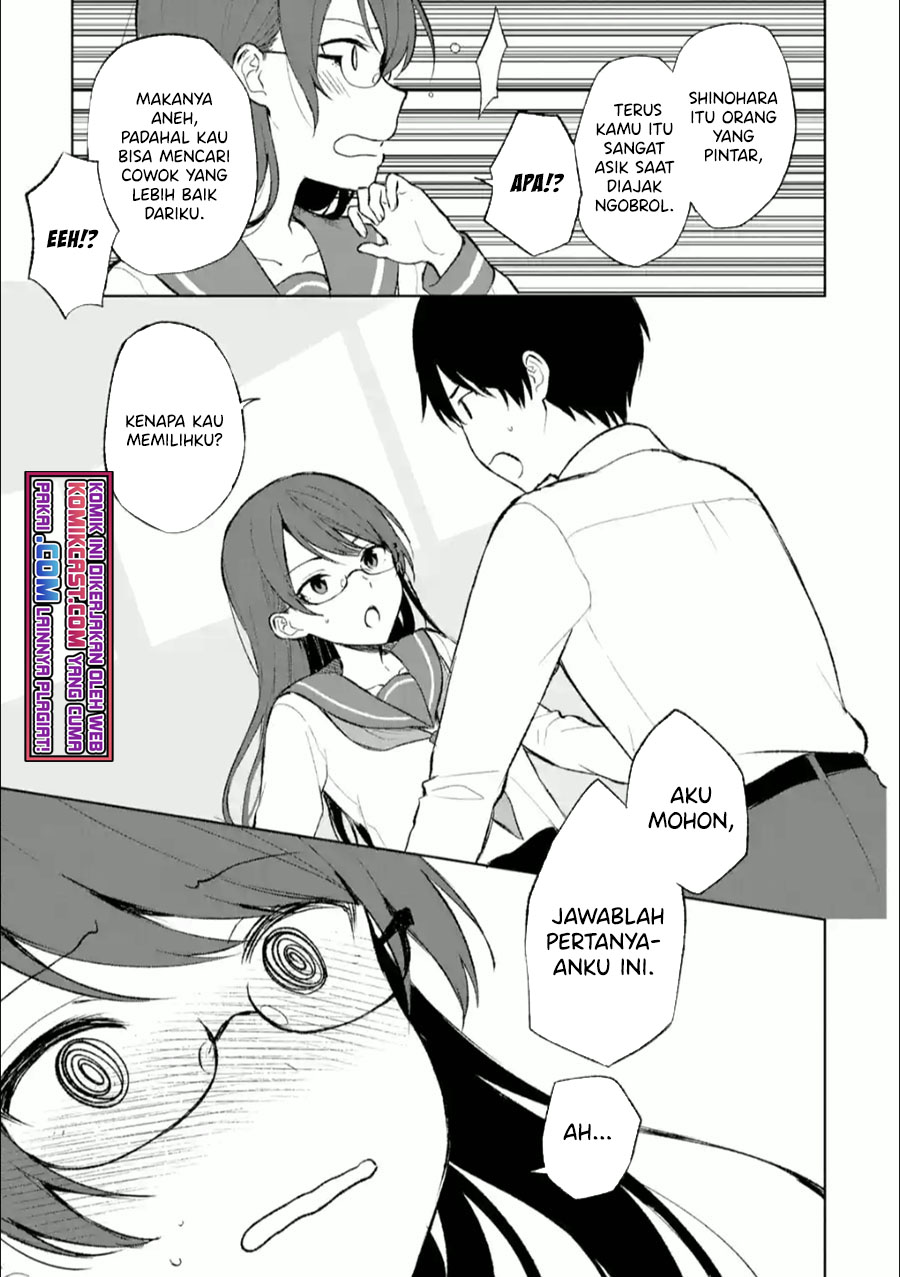 SHINOHARA
ITU ORANG
YANG
PINTAR,
TERUS
KAMU ITU
SANGAT
ASIK SAAT
DIAJAK
NGOBROL.
APA!?
MAKANYA
ANEH,
PADAHAL KAU
BISA MENCARI
COWOK YANG
LEBIH BAIK
DARIKU.
EEH!?
KENAPA KAU
MEMILIHKU?
KOMIK INI DIKERJAKAN OLEH WEB
KOMIKCAST.COM YANG CUMA
PAKAI .COM LAINNYA PLAGIAT!
AKU
MOHON,
JAWABLAH
PERTANYA-
ANKU INI.
AH...